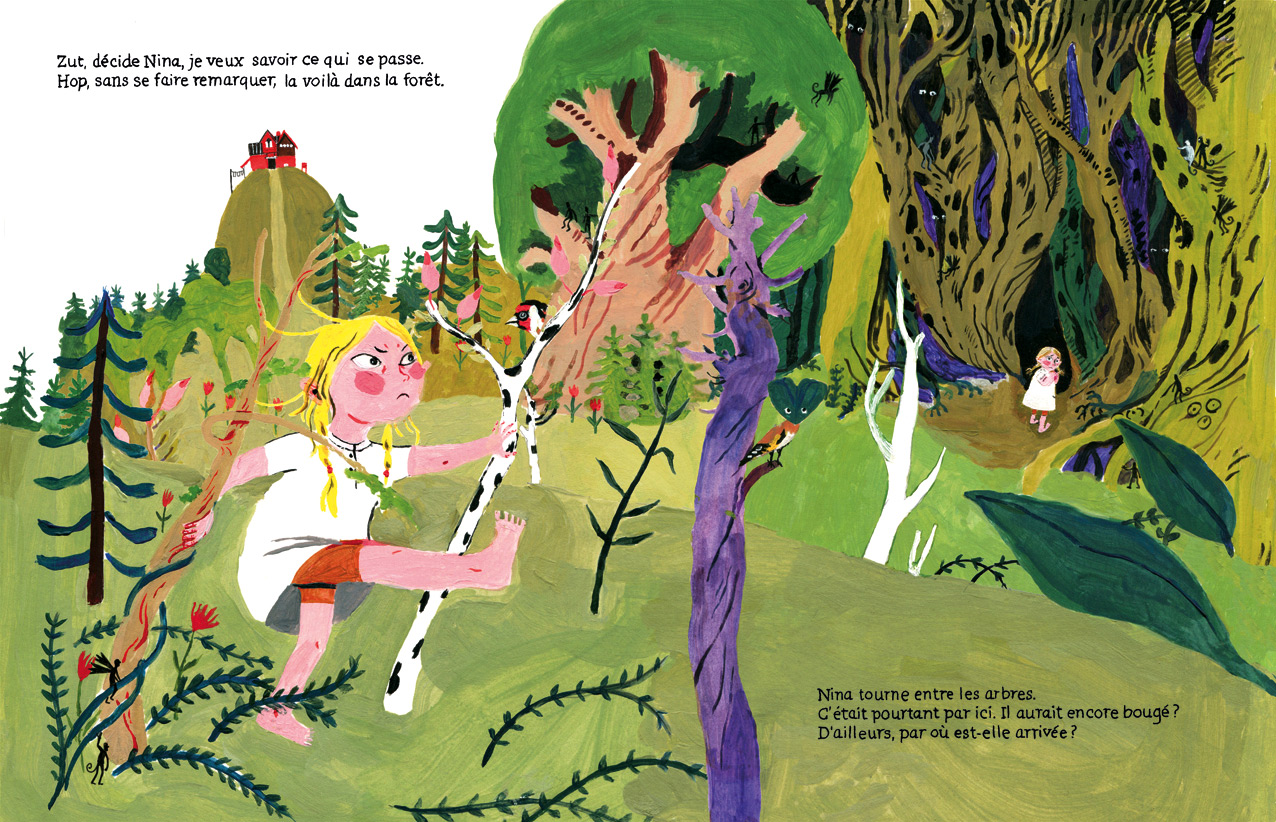 Zut, décide Nina, je veux savoir ce qui se passe.
Hop, sans se faire remarquer, la voilà dans la forêt.
Nina tourne entre les arbres.
C'était pourtant par ici. Il aurait encore bougé ?
D'ailleurs, par où est-elle arrivée ?